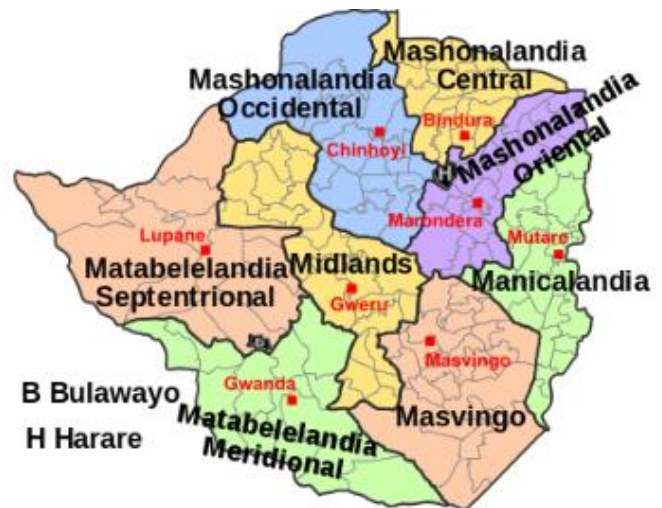 Mashonalandia
Central
Mashonalandia
Occidental
Bindura
Mashonalandia
Oriental
Chinhoyi
H
Marondera
Lupane
Mutare
Matabelelandia
Septentrional
Midlands
Manicalandia
Gweru
B
Masvingo
Gwanda
B Bulawayo
Matabelelandia
Meridional
Masvingo
H Harare